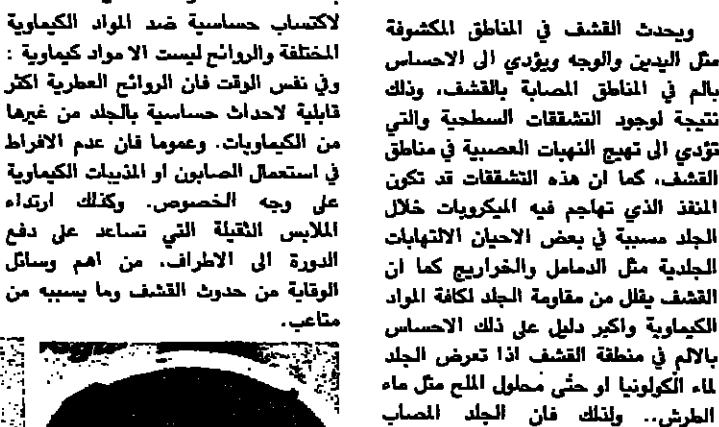 ويحدث القشف في المناطق المكشوفة
مثل اليدين والوجه ويؤدي الى الاحساس
بالم في المناطق المصابة بالقشف، وذلك
نتيجة لوجود التشققات السطحية والتي
تؤدي الى تهيج النهيات العصبية في مناطق
القشف، كما ان هذه التشققات قد تكون
المنفذ الذي تهاجم فيه الميكروبات خلال
الجلد مسببة في بعض الاحيان الالتهابات
الجلدية مثل الدمامل والخراريج كما ان
القشف يقلل من مقاومة الجلد لكافة المواد
الكيماوية واكبر دليل على ذلك الاحساس
بالالم في منطقة القشف اذا تعرض الجلد
لماء الكولونيا او حتى محلول الملح مثل ماء
الطرشي.. ولذلك فان الجلد المصاب
لاكتساب حساسية ضد المواد الكيماوية
المختلفة والروائح ليست الا مواد كيماوية :
وفي نفس الوقت فان الروائح العطرية اكثر
قابلية لاحداث حساسية بالجلد من غيرها
من الكيماويات. وعموما فان عدم الافراط
في استعمال الصابون او المذيبات الكيماوية
على وجه الخصوص. وكذلك ارتداء
الملابس الثقيلة التي تساعد على دفع
الدورة الى الاطراف. من اهم وسائل
الوقاية من حدوث القشف وما يسببه من
متاعب.